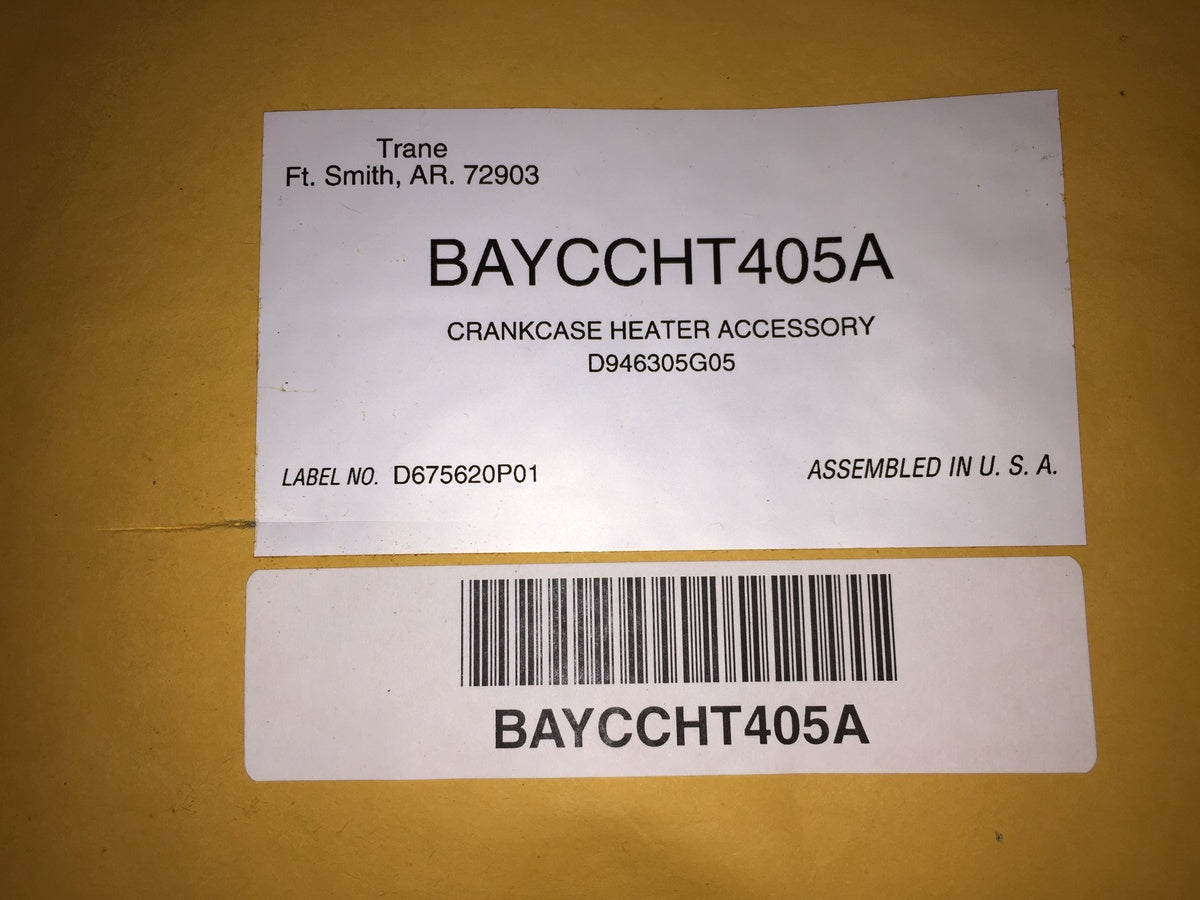 Trane
Ft. Smith, AR. 72903
BAYCCHT405A
CRANKCASE HEATER ACCESSORY
D946305G05
LABEL NO. D675620P01
ASSEMBLED IN U. S. A.
BAYCCHT405A